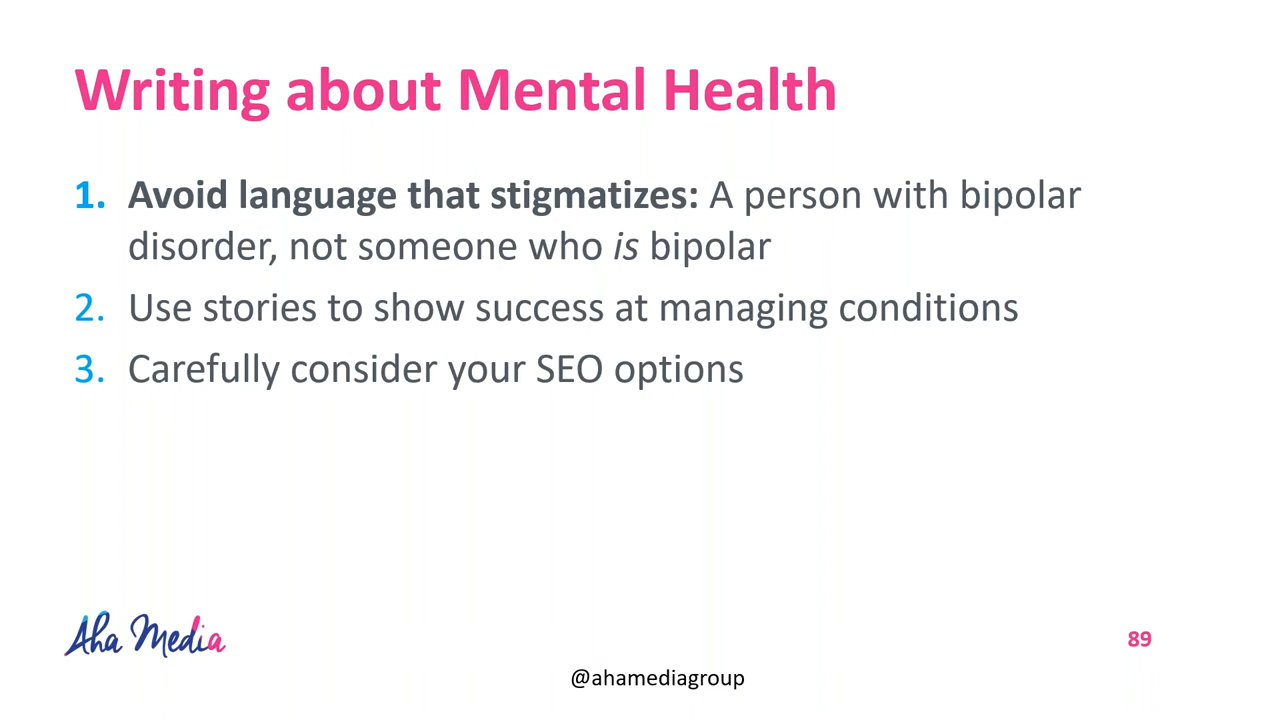 Writing about Mental Health
1. Avoid language that stigmatizes: A person with bipolar
disorder, not someone who is bipolar
2. Use stories to show success at managing conditions
3. Carefully consider your SEO options
Aha Media
89
@ahamediagroup